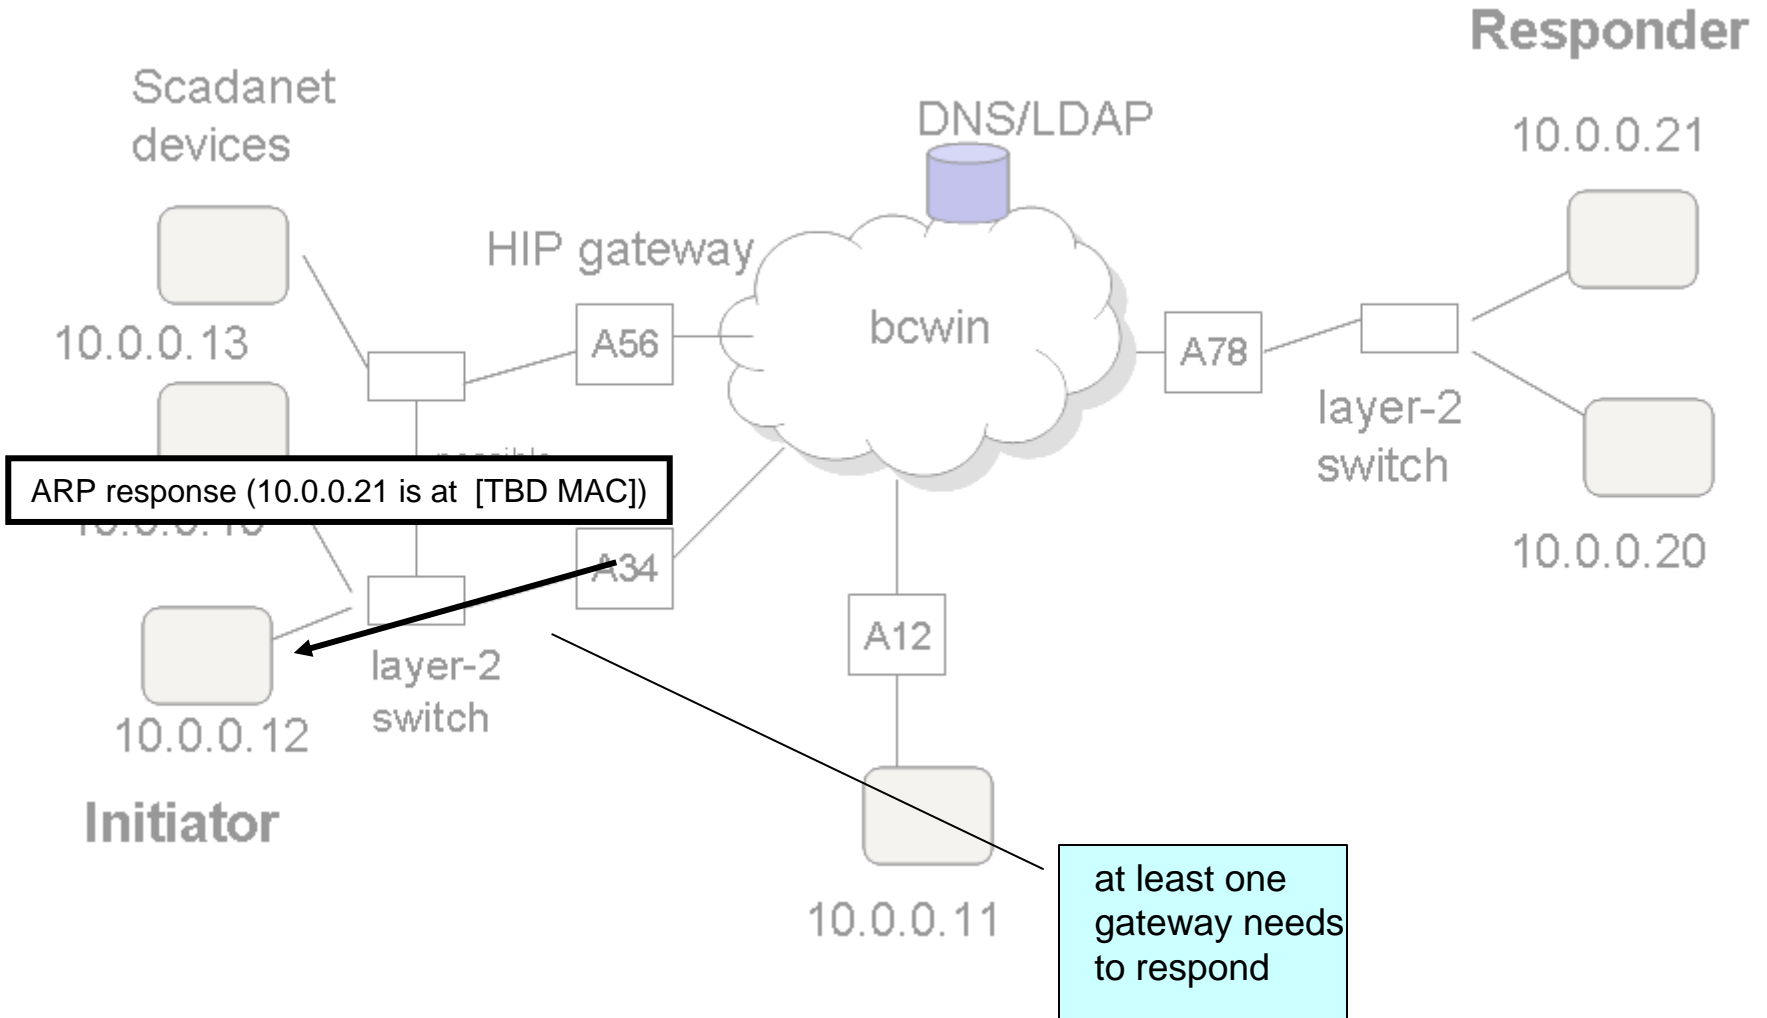 Responder
Scadanet
devices
DNS/LDAP
10.0.0.21
HIP gateway
10.0.0.13
A56
bcwin
A78
layer-2
switch
ARP response (10.0.0.21 is at [TBD MAC])
10.0.0.20
A34
A12
layer-2
switch
10.0.0.12
Initiator
10.0.0.11
at least one
gateway needs
to respond